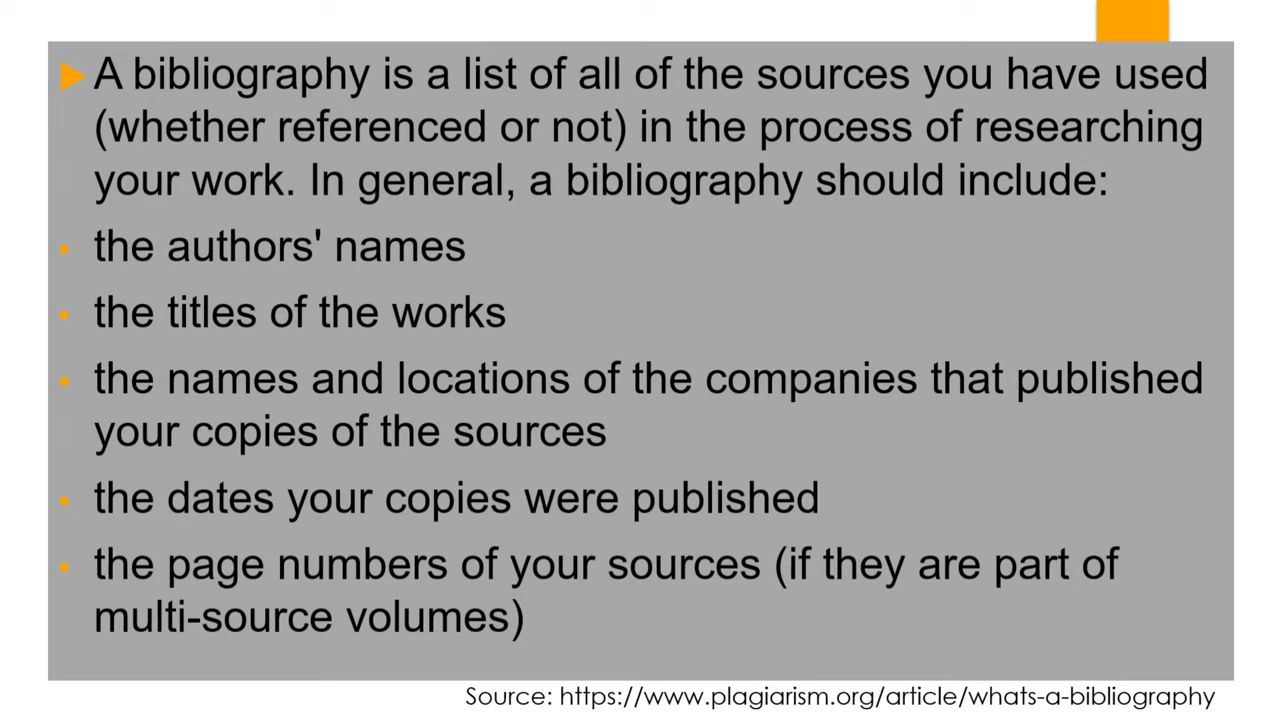 A bibliography is a list of all of the sources you have used
(whether referenced or not) in the process of researching
your work. In general, a bibliography should include:
the authors' names
the titles of the works
the names and locations of the companies that published
your copies of the sources
the dates your copies were published
the page numbers of your sources (if they are part of
multi-source volumes)
Source: https://www.plagiarism.org/article/whats-a-bibliography